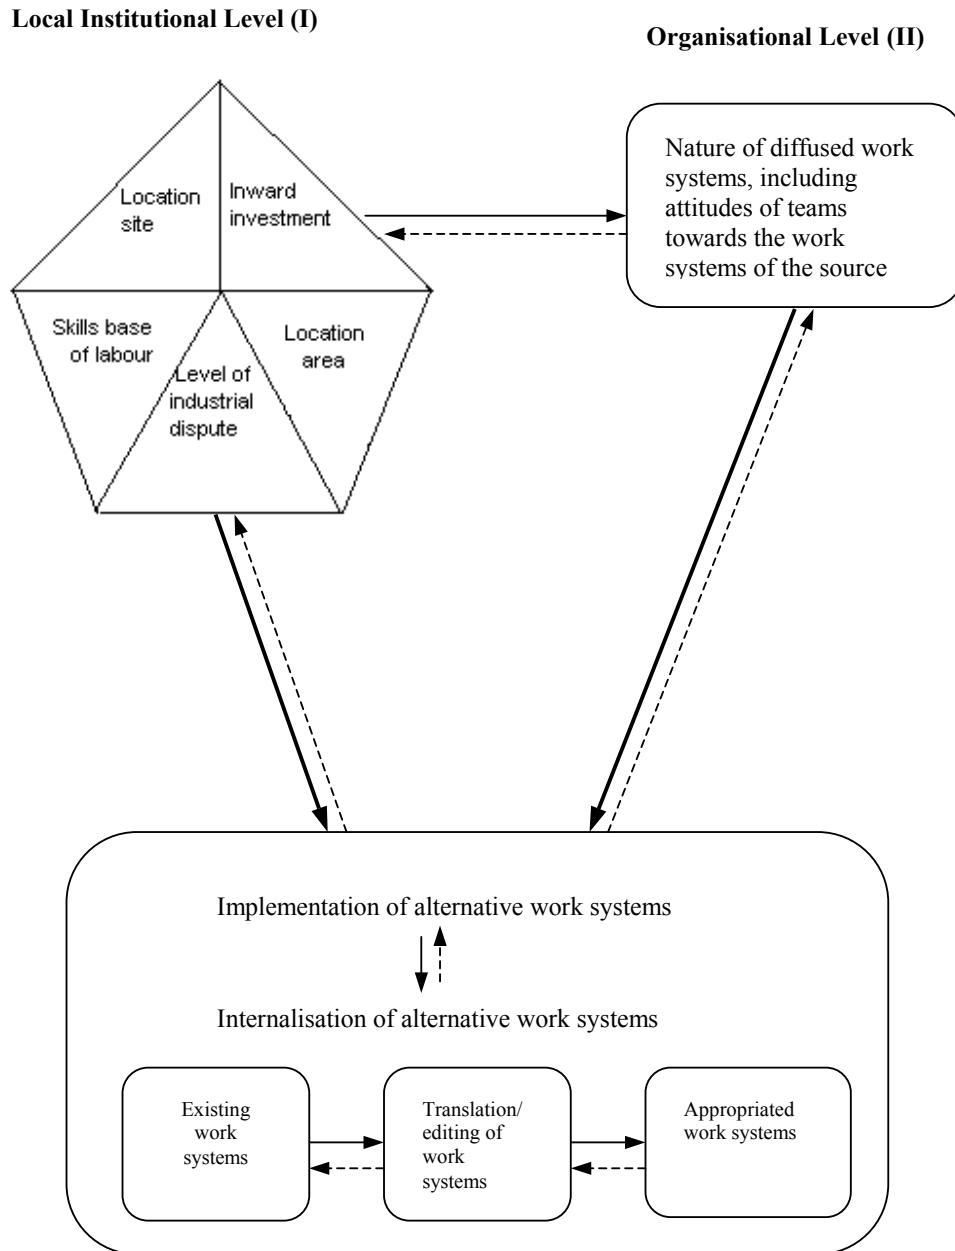 Local Institutional Level (I)
Organisational Level (II)
Location
site
Inward
investment
Skills base
of labour
Level of
industrial
dispute
Location
area
Nature of diffused work
systems, including
attitudes of teams
towards the work
systems of the source
Implementation of alternative work systems
Internalisation of alternative work systems
Existing
work
systems
Translation/
editing of
work
systems
Appropriated
work systems